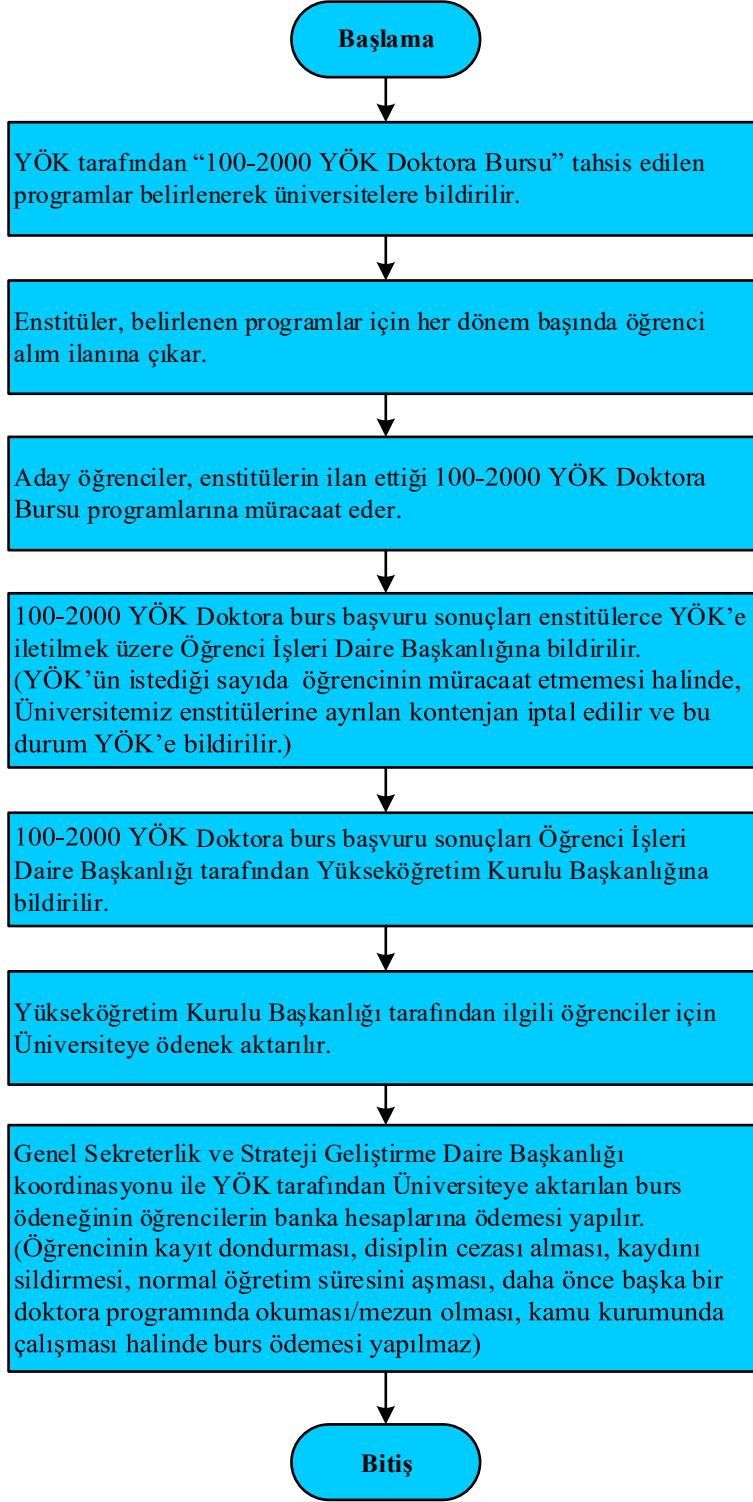 Başlama
YÖK tarafından “100-2000 YÖK Doktora Bursu” tahsis edilen
programlar belirlenerek üniversitelere bildirilir.
Enstitüler, belirlenen programlar için her dönem başında öğrenci
alım ilanına çıkar.
Aday öğrenciler, enstitülerin ilan ettiği 100-2000 YÖK Doktora
Bursu programlarına müracaat eder.
100-2000 YÖK Doktora burs başvuru sonuçları enstitülerce YÖK’e
iletilmek üzere Öğrenci İşleri Daire Başkanlığına bildirilir.
(YÖK’ün istediği sayıda öğrencinin müracaat etmemesi halinde,
Üniversitemiz enstitülerine ayrılan kontenjan iptal edilir ve bu
durum YÖK’e bildirilir.)
100-2000 YÖK Doktora burs başvuru sonuçları Öğrenci İşleri
Daire Başkanlığı tarafından Yükseköğretim Kurulu Başkanlığına
bildirilir.
Yükseköğretim Kurulu Başkanlığı tarafından ilgili öğrenciler için
Üniversiteye ödenek aktarılır.
Genel Sekreterlik ve Strateji Geliştirme Daire Başkanlığı
koordinasyonu ile YÖK tarafından Üniversiteye aktarılan burs
ödeneğinin öğrencilerin banka hesaplarına ödemesi yapılır.
(Öğrencinin kayıt dondurması, disiplin cezası alması, kaydını
sildirmesi, normal öğretim süresini aşması, daha önce başka bir
doktora programında okuması/mezun olması, kamu kurumunda
çalışması halinde burs ödemesi yapılmaz)
Bitiş